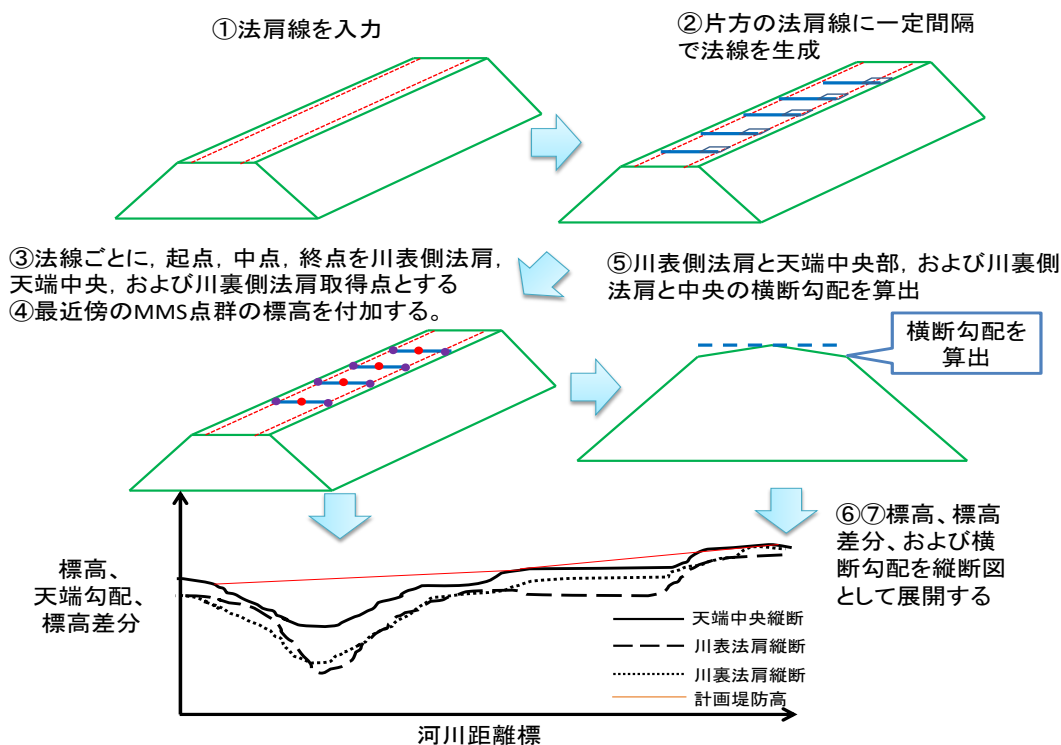 ①法肩線を入力
②片方の法肩線に一定間隔
で法線を生成
③法線ごとに, 起点, 中点, 終点を川表側法肩,
天端中央, および川裏側法肩取得点とする
④最近傍のMMS点群の標高を付加する。
⑤川表側法肩と天端中央部, および川裏側
法肩と中央の横断勾配を算出
横断勾配を
算出
⑥⑦標高、標高
差分、および横
断勾配を縦断図
として展開する
標高、
天端勾配、
標高差分
天端中央縦断
川表法肩縦断
川裏法肩縦断
計画堤防高
河川距離標